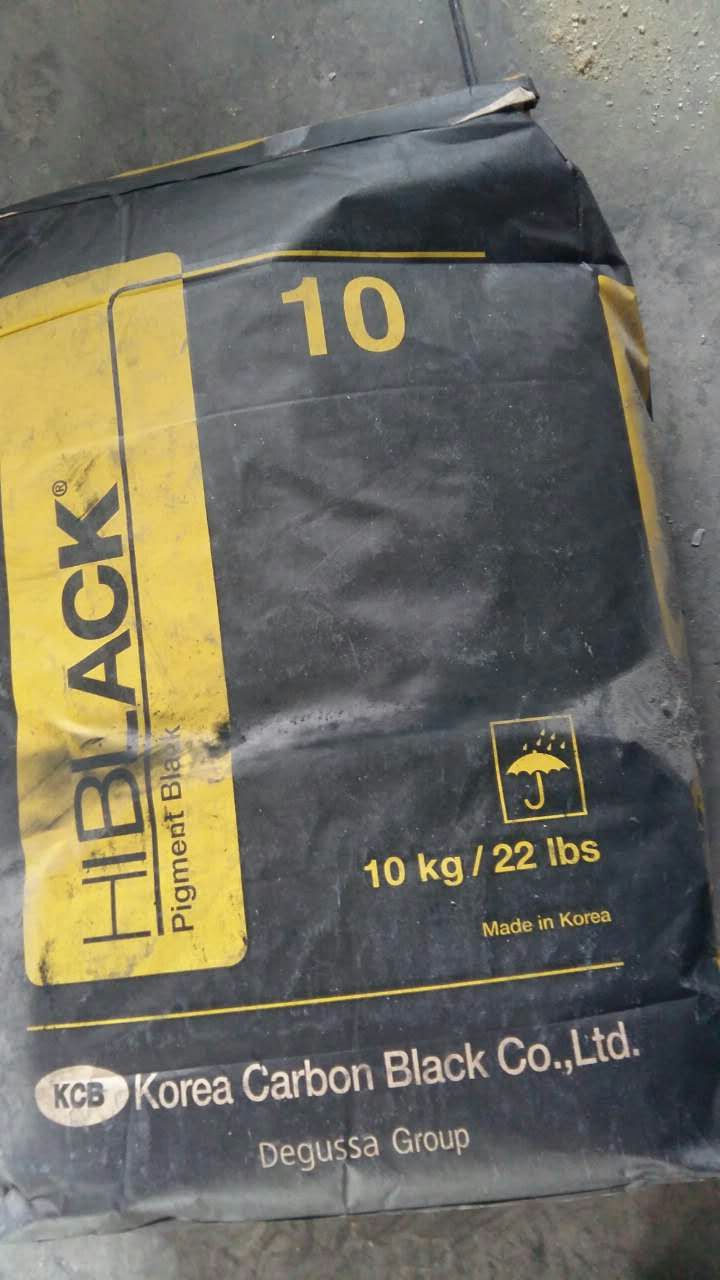 10
HIBLACK®
Pigment Black
10 kg / 22 lbs
Made in Korea
KCB Korea Carbon Black Co.,Ltd.
Degussa Group